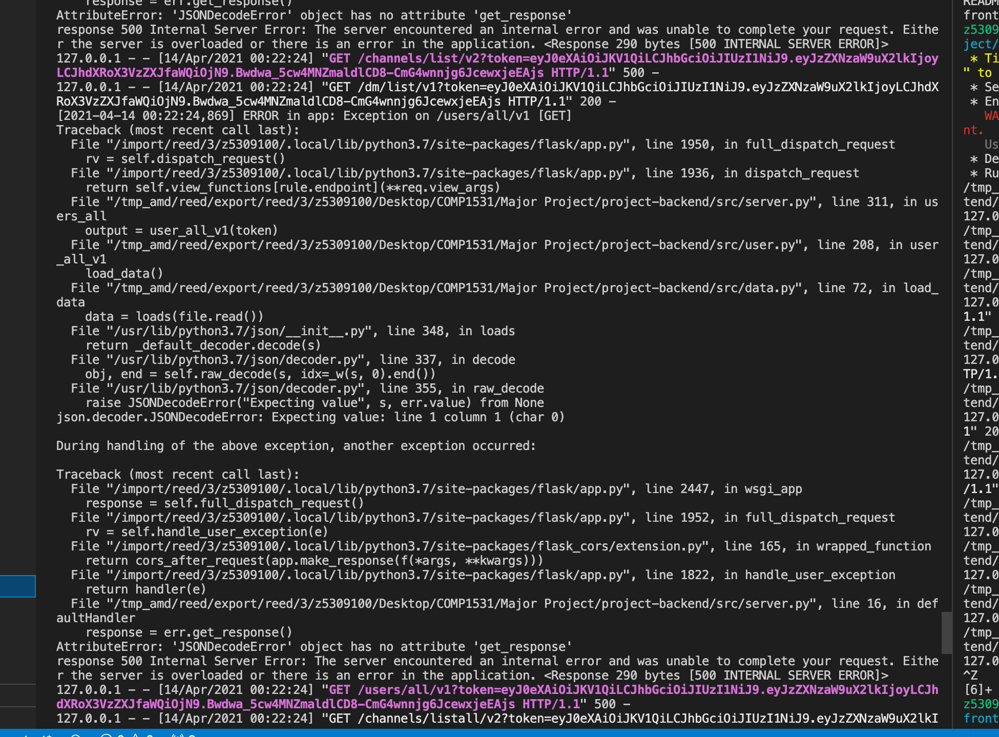 response = err.get_response()
AttributeError: 'JSONDecodeError' object has no attribute 'get_response'
response 500 Internal Server Error: The server encountered an internal error and was unable to complete your request. Eithe
r the server is overloaded or there is an error in the application. <Response 290 bytes [500 INTERNAL SERVER ERROR]>
127.0.0.1 - - [14/Apr/2021 00:22:24] "GET /channels/list/v2?token=eyJ0eXAiOiJKV1QiLCJhbGciOiJIUzI1NiJ9.eyJzZXNzaW9uX2lkIjoy
LCJhdXRoX3VzZXJfaWQiOjN9.Bwdwa_5cw4MNZmaldlCD8-CmG4wnnjg6JcewxjeEAjs HTTP/1.1" 500 -
127.0.0.1 - - [14/Apr/2021 00:22:24] "GET /dm/list/v1?token=eyJ0eXAiOiJKV1QiLCJhbGciOiJIUzI1NiJ9.eyJzZXNzaW9uX2lkIjoyLCJhdX
RoX3VzZXJfaWQiOjN9.Bwdwa_5cw4MNZmaldlCD8-CmG4wnnjg6JcewxjeEAjs HTTP/1.1" 200 -
[2021-04-14 00:22:24,869] ERROR in app: Exception on /users/all/v1 [GET]
Traceback (most recent call last):
  File "/import/reed/3/z5309100/.local/lib/python3.7/site-packages/flask/app.py", line 1950, in full_dispatch_request
    rv = self.dispatch_request()
  File "/import/reed/3/z5309100/.local/lib/python3.7/site-packages/flask/app.py", line 1936, in dispatch_request
    return self.view_functions[rule.endpoint](**req.view_args)
  File "/tmp_amd/reed/export/reed/3/z5309100/Desktop/COMP1531/Major Project/project-backend/src/server.py", line 311, in us
ers_all
    output = user_all_v1(token)
  File "/tmp_amd/reed/export/reed/3/z5309100/Desktop/COMP1531/Major Project/project-backend/src/user.py", line 208, in user
_all_v1
    load_data()
  File "/tmp_amd/reed/export/reed/3/z5309100/Desktop/COMP1531/Major Project/project-backend/src/data.py", line 72, in load_
data
    data = loads(file.read())
  File "/usr/lib/python3.7/json/__init__.py", line 348, in loads
    return _default_decoder.decode(s)
  File "/usr/lib/python3.7/json/decoder.py", line 337, in decode
    obj, end = self.raw_decode(s, idx=_w(s, 0).end())
  File "/usr/lib/python3.7/json/decoder.py", line 355, in raw_decode
    raise JSONDecodeError("Expecting value", s, err.value) from None
json.decoder.JSONDecodeError: Expecting value: line 1 column 1 (char 0)
During handling of the above exception, another exception occurred:
Traceback (most recent call last):
  File "/import/reed/3/z5309100/.local/lib/python3.7/site-packages/flask/app.py", line 2447, in wsgi_app
    response = self.full_dispatch_request()
  File "/import/reed/3/z5309100/.local/lib/python3.7/site-packages/flask/app.py", line 1952, in full_dispatch_request
    rv = self.handle_user_exception(e)
  File "/import/reed/3/z5309100/.local/lib/python3.7/site-packages/flask_cors/extension.py", line 165, in wrapped_function
    return cors_after_request(app.make_response(f(*args, **kwargs)))
  File "/import/reed/3/z5309100/.local/lib/python3.7/site-packages/flask/app.py", line 1822, in handle_user_exception
    return handler(e)
  File "/tmp_amd/reed/export/reed/3/z5309100/Desktop/COMP1531/Major Project/project-backend/src/server.py", line 16, in def
aultHandler
    response = err.get_response()
AttributeError: 'JSONDecodeError' object has no attribute 'get_response'
response 500 Internal Server Error: The server encountered an internal error and was unable to complete your request. Eithe
r the server is overloaded or there is an error in the application. <Response 290 bytes [500 INTERNAL SERVER ERROR]>
127.0.0.1 - - [14/Apr/2021 00:22:24] "GET /users/all/v1?token=eyJ0eXAiOiJKV1QiLCJhbGciOiJIUzI1NiJ9.eyJzZXNzaW9uX2lkIjoyLCJh
dXRoX3VzZXJfaWQiOjN9.Bwdwa_5cw4MNZmaldlCD8-CmG4wnnjg6JcewxjeEAjs HTTP/1.1" 500 -
127.0.0.1 - - [14/Apr/2021 00:22:24] "GET /channels/listall/v2?token=eyJ0eXAiOiJKV1QiLCJhbGciOiJIUzI1NiJ9.eyJzZXNzaW9uX2lkI
READM
front
z5309
ject/
* Ti
" to
* Se
* En
WA
nt.
Us
* De
* Ru
/tmp_
tend/
127.0
/tmp_
tend/
127.0
/tmp_
tend/
127.0
1.1"
/tmp_
tend/
127.0
TP/1.
/tmp_
tend/
127.0
1" 20
/tmp_
tend/
127.0
/1.1"
/tmp_
tend/
127.0
/tmp_
tend/
127.0
/tmp_
tend/
127.0
/tmp_
tend/
127.0
^Z
[6]+
z5309
front